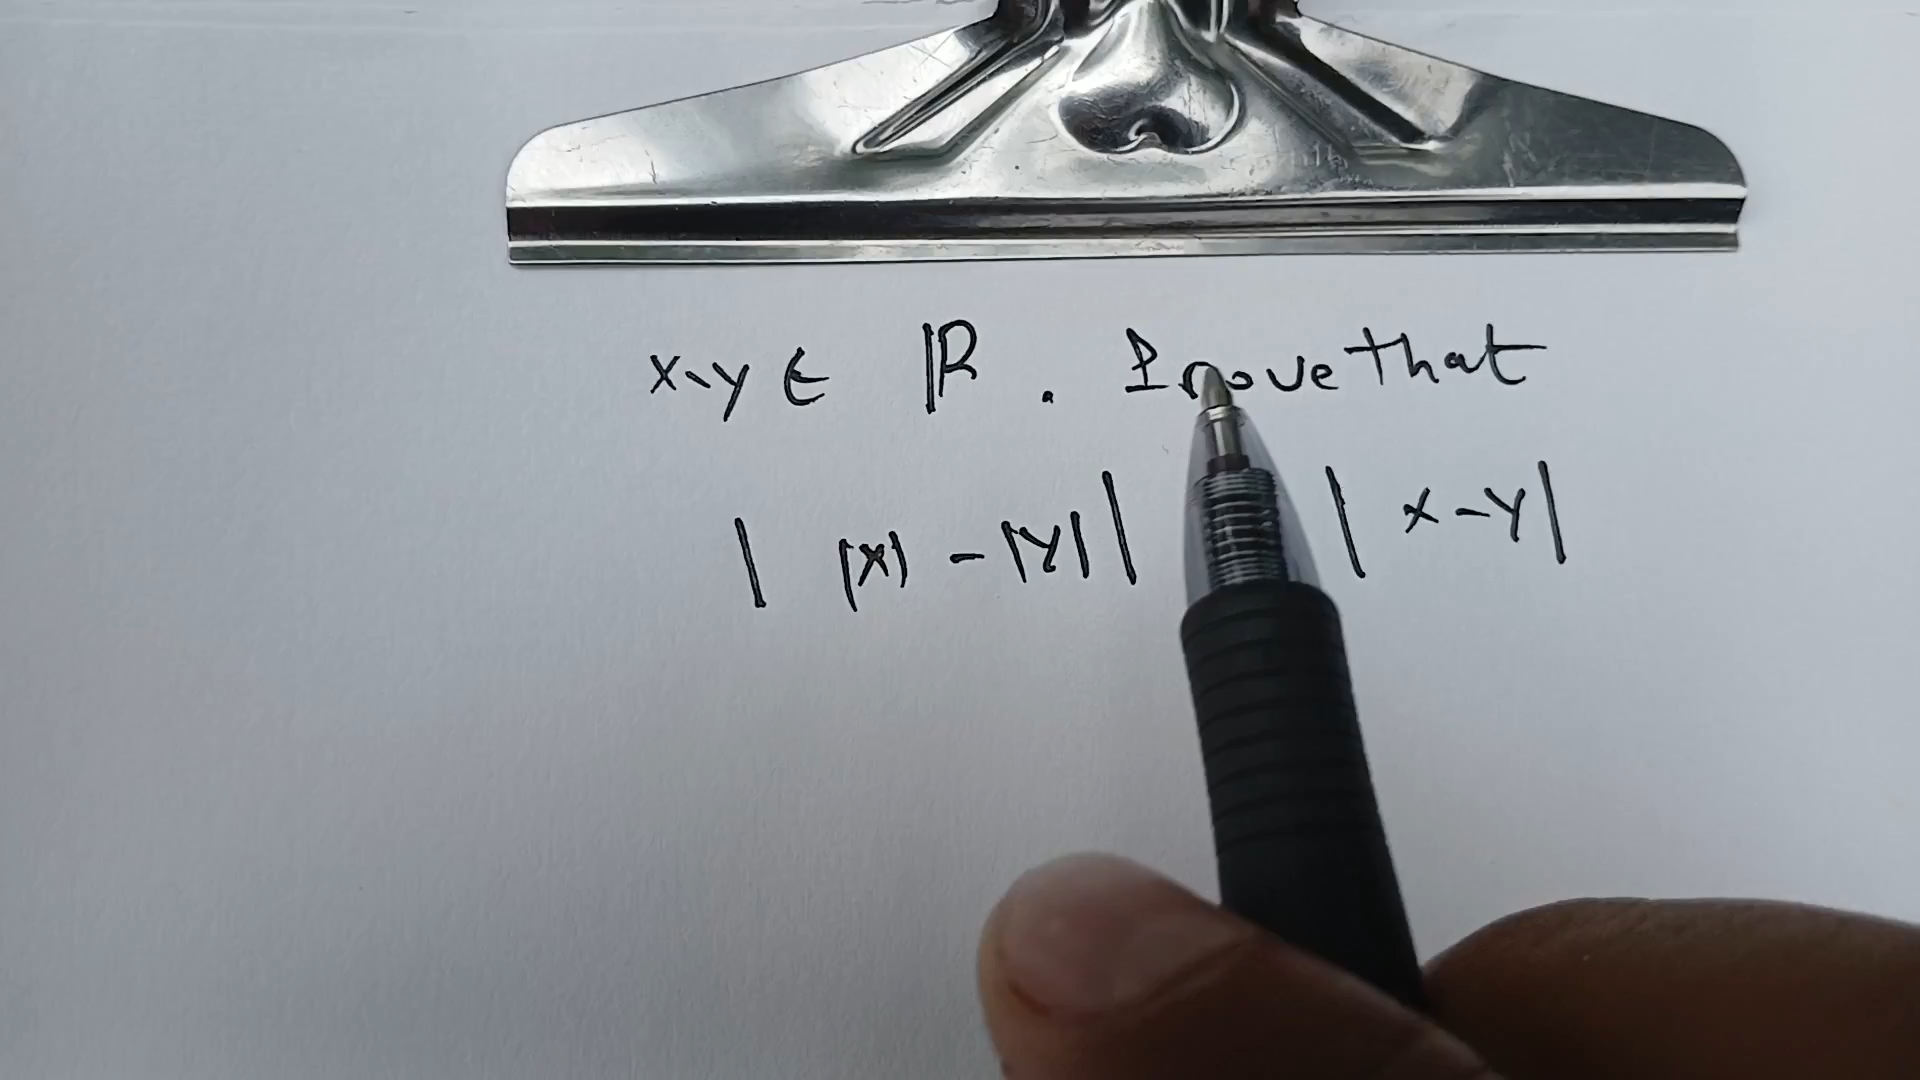 x, y ∈ ℝ . Prove that
| |x| - |y| | | x - y |